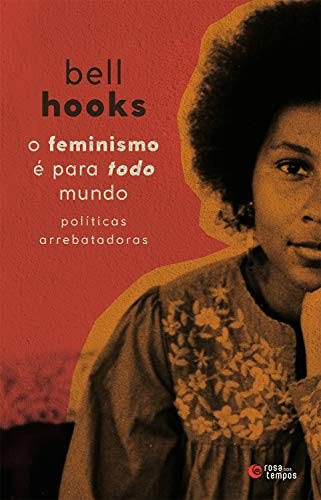 bell
hooks
o feminismo
é para todo
mundo
políticas
arrebatadoras
rosa dos
tempos